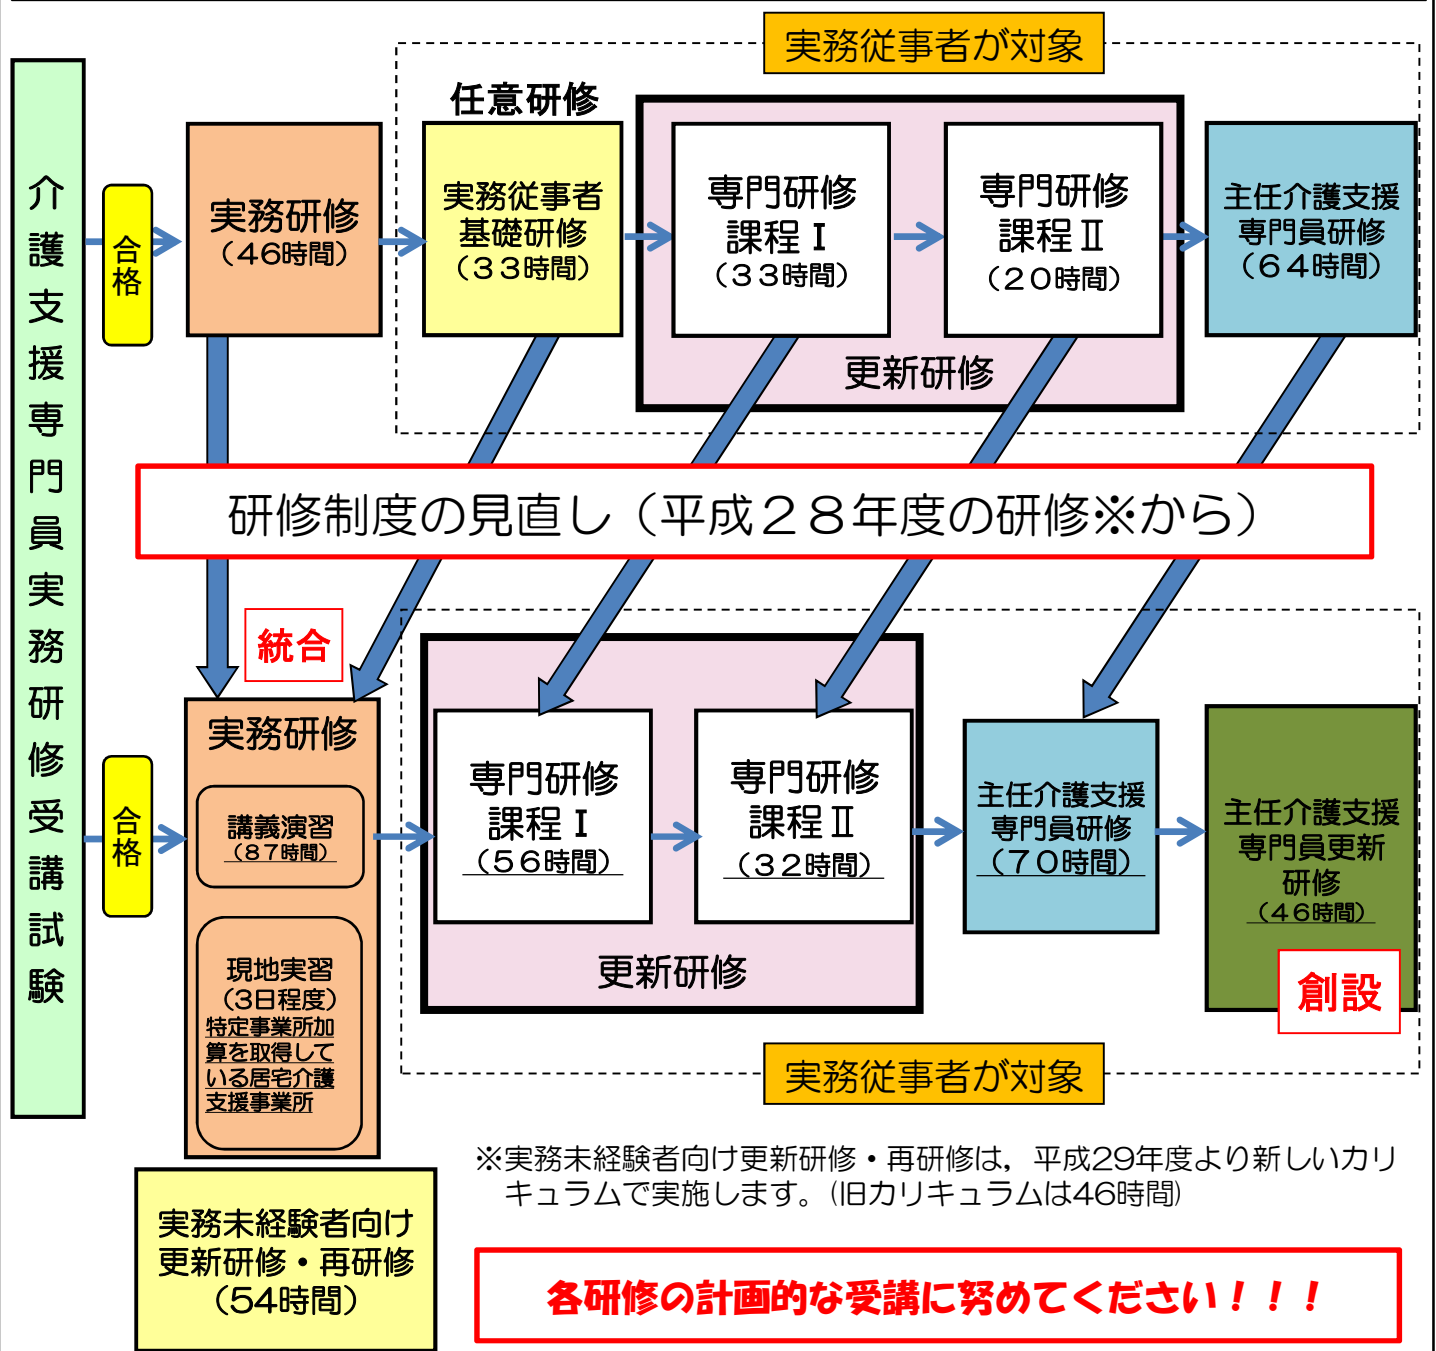 実務従事者が対象
任意研修
介護支援専門員実務研修受講試験
合格
実務研修
（46時間）
実務従事者
基礎研修
（３３時間）
専門研修
課程Ⅰ
（３３時間）
専門研修
課程Ⅱ
（２０時間）
主任介護支援
専門員研修
（６４時間）
更新研修
研修制度の見直し（平成２８年度の研修※から）
統合
合格
実務研修
講義演習
（８７時間）
現地実習
（３日程度）
特定事業所加
算を取得して
いる居宅介護
支援事業所
専門研修
課程Ⅰ
（５６時間）
専門研修
課程Ⅱ
（３２時間）
更新研修
主任介護支援
専門員研修
（７０時間）
主任介護支援
専門員更新
研修
（４６時間）
創設
実務従事者が対象
※実務未経験者向け更新研修・再研修は，平成29年度より新しいカリ
キュラムで実施します。（旧カリキュラムは46時間）
実務未経験者向け
更新研修・再研修
（54時間）
各研修の計画的な受講に努めてください！！！